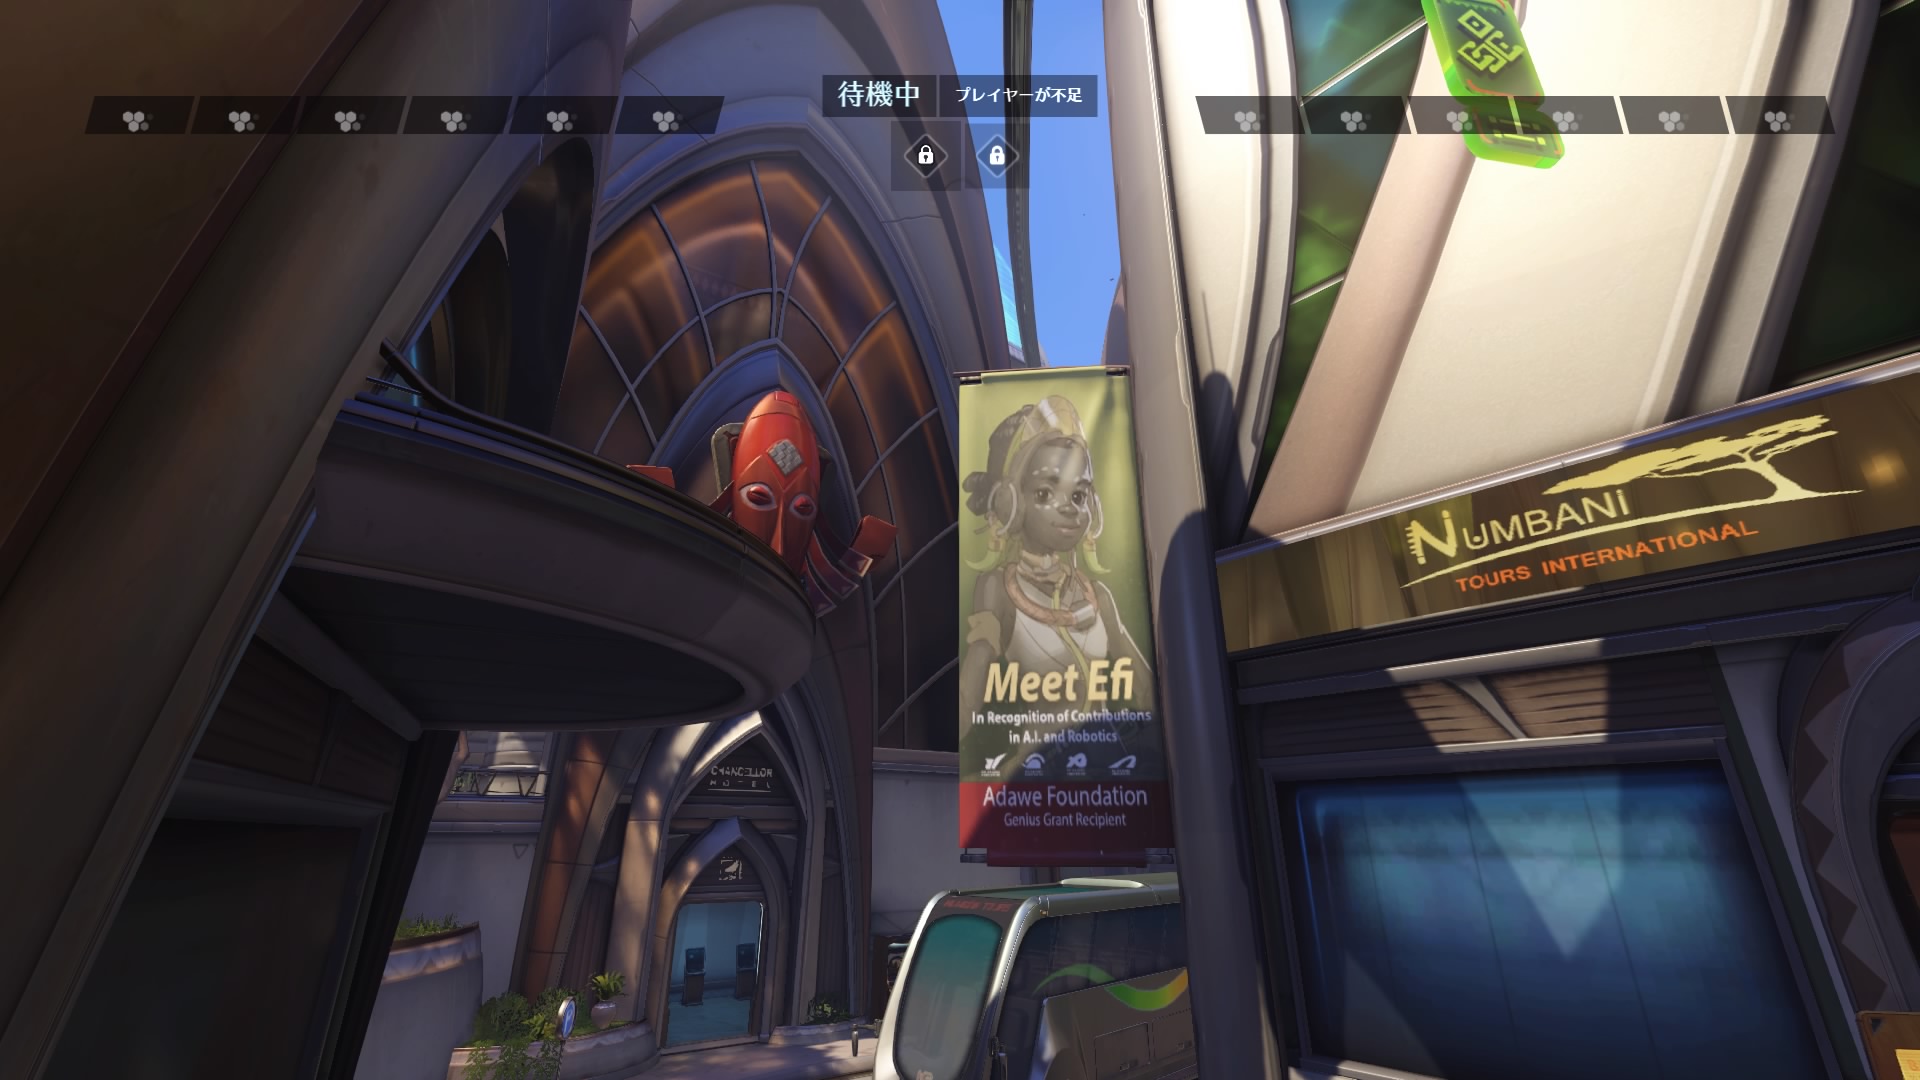 待機中
プレイヤーが不足
NUMBANi
TOURS INTERNATIONAL
Meet Efi
In Recognition of Contributions
in A.I. and Robotics
Adawe Foundation
Genius Grant Recipient
CHANCELLOR
HOTEL